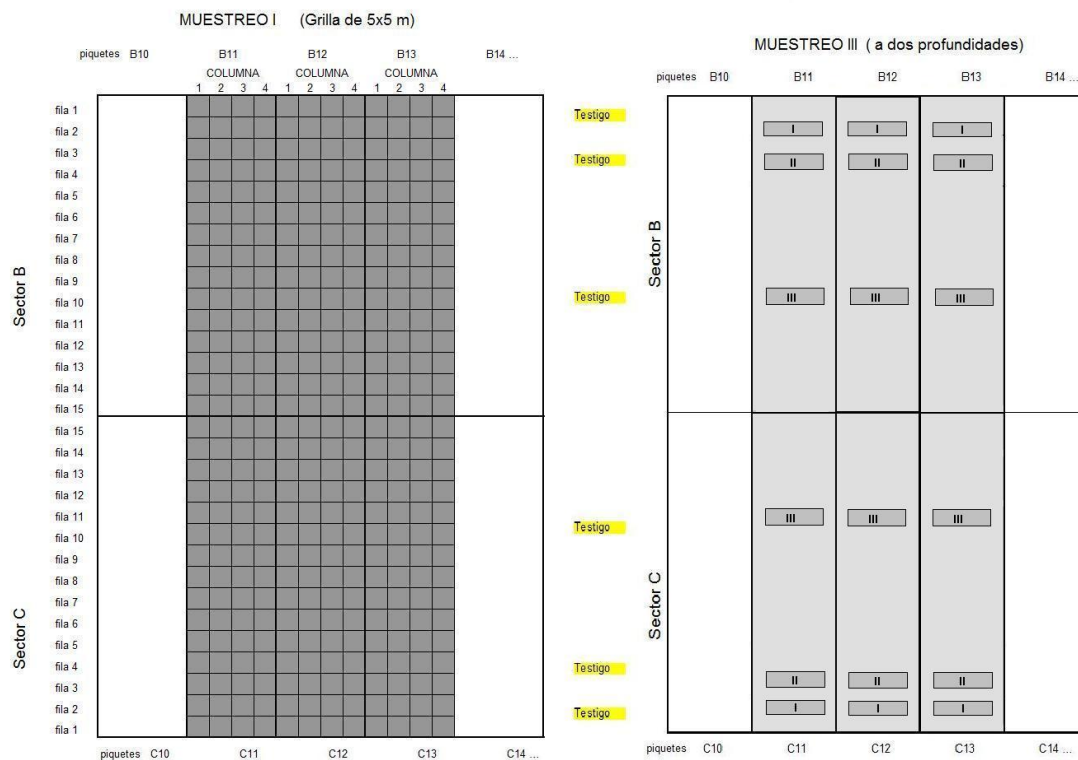 MUESTREO I (Grilla de 5x5 m)
piquetes B10 B11 B12 B13 B14 ...
COLUMNA COLUMNA COLUMNA
1 2 3 4 1 2 3 4 1 2 3 4
Sector B
fila 1
fila 2
fila 3
fila 4
fila 5
fila 6
fila 7
fila 8
fila 9
fila 10
fila 11
fila 12
fila 13
fila 14
fila 15
Sector C
fila 15
fila 14
fila 13
fila 12
fila 11
fila 10
fila 9
fila 8
fila 7
fila 6
fila 5
fila 4
fila 3
fila 2
fila 1
piquetes C10 C11 C12 C13 C14 ...
Testigo
Testigo
Testigo
Testigo
Testigo
Testigo
MUESTREO III ( a dos profundidades)
piquetes B10 B11 B12 B13 B14 ...
Sector B
I I I
II II II
III III III
Sector C
III III III
II II II
I I I
piquetes C10 C11 C12 C13 C14 ...